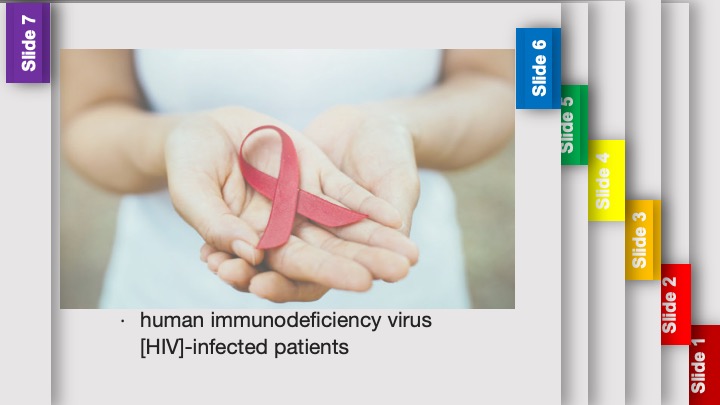 Slide 7
Slide 6
Slide 5
Slide 4
Slide 3
Slide 2
Slide 1
· human immunodeficiency virus
[HIV]-infected patients